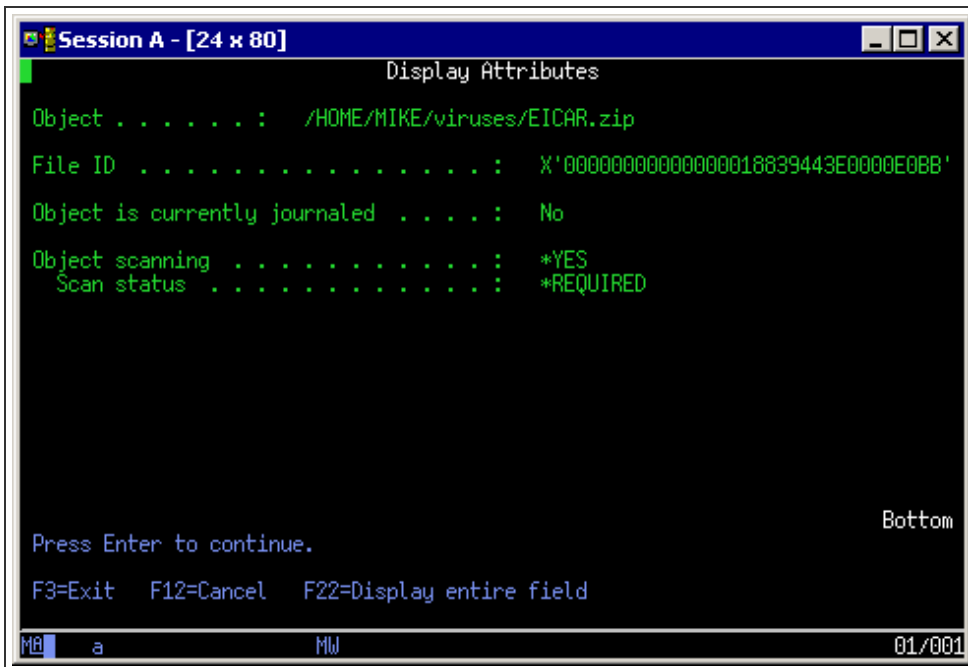 Session A - [24 x 80]
Display Attributes
Object . . . . . . : /HOME/MIKE/viruses/EICAR.zip
File ID . . . . . . . . . . . . . . . : X'00000000000000018839443E0000E0BB'
Object is currently journaled . . . . : No
Object scanning . . . . . . . . . . . : *YES
Scan status . . . . . . . . . . . . : *REQUIRED
Bottom
Press Enter to continue.
F3=Exit F12=Cancel F22=Display entire field
MA a MW 01/001